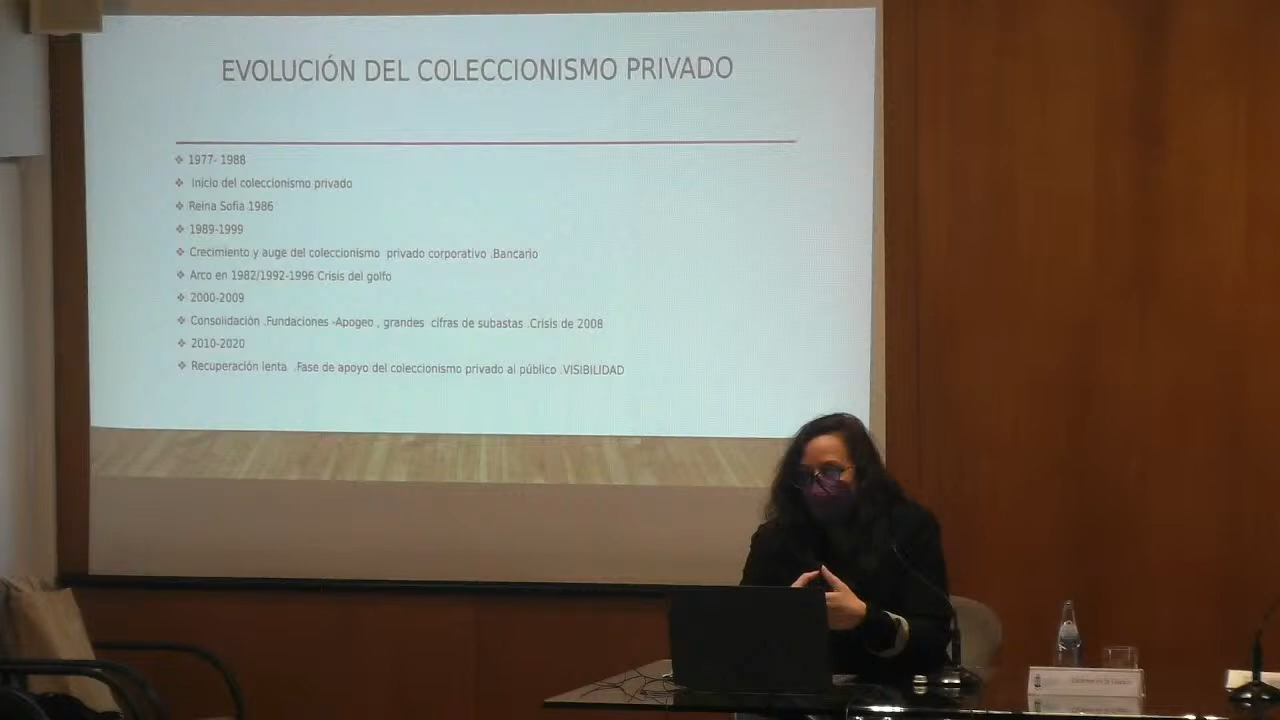 EVOLUCIÓN DEL COLECCIONISMO PRIVADO
❖ 1977- 1988
❖ Inicio del coleccionismo privado
❖ Reina Sofia 1986
❖ 1989-1999
❖ Crecimiento y auge del coleccionismo privado corporativo .Bancario
❖ Arco en 1982/1992-1996 Crisis del golfo
❖ 2000-2009
❖ Consolidación .Fundaciones -Apogeo , grandes cifras de subastas .Crisis de 2008
❖ 2010-2020
❖ Recuperación lenta .Fase de apoyo del coleccionismo privado al público .VISIBILIDAD